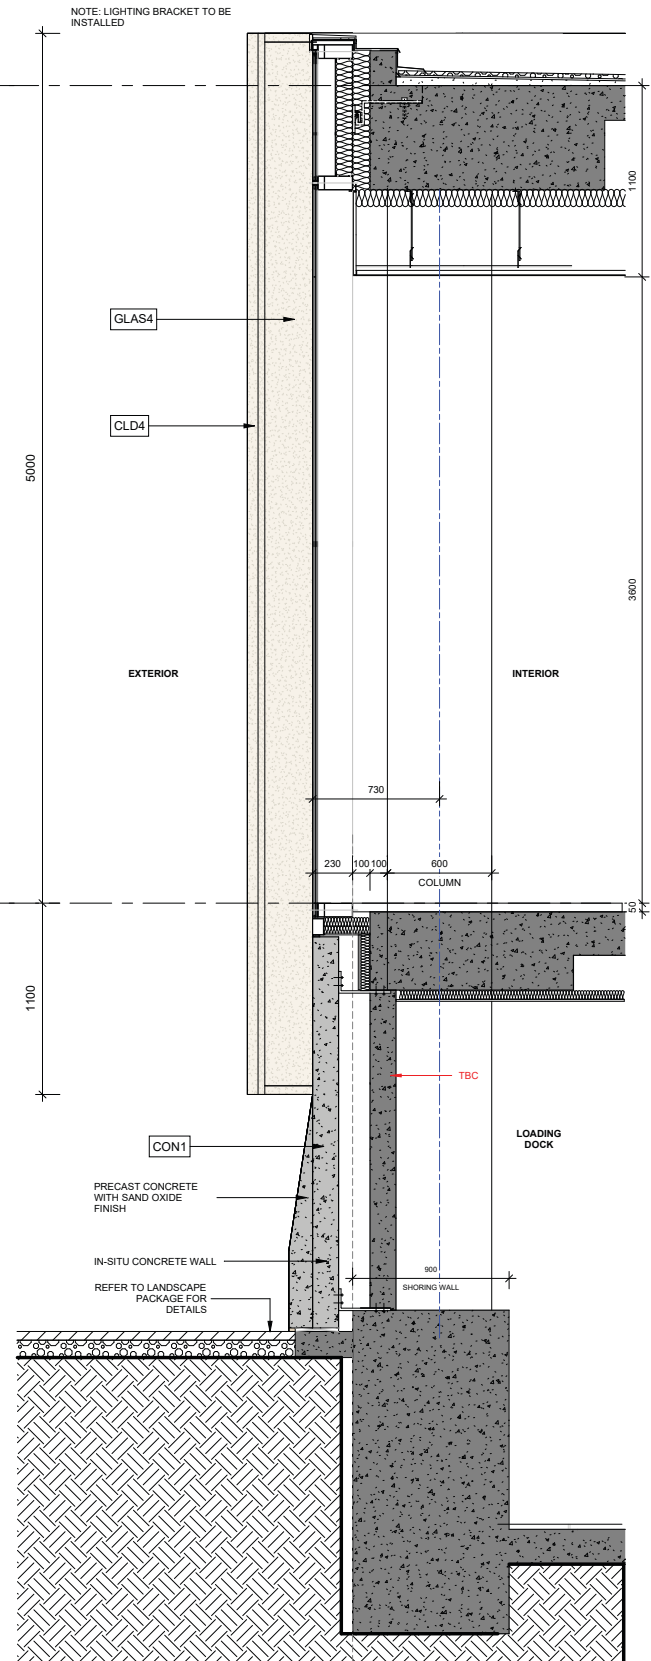 NOTE: LIGHTING BRACKET TO BE
INSTALLED
1100
GLAS4
CLD4
5000
3600
EXTERIOR
INTERIOR
730
230
100
100
600
COLUMN
50
1100
TBC
LOADING
DOCK
CON1
PRECAST CONCRETE
WITH SAND OXIDE
FINISH
IN-SITU CONCRETE WALL
900
SHORING WALL
REFER TO LANDSCAPE
PACKAGE FOR
DETAILS